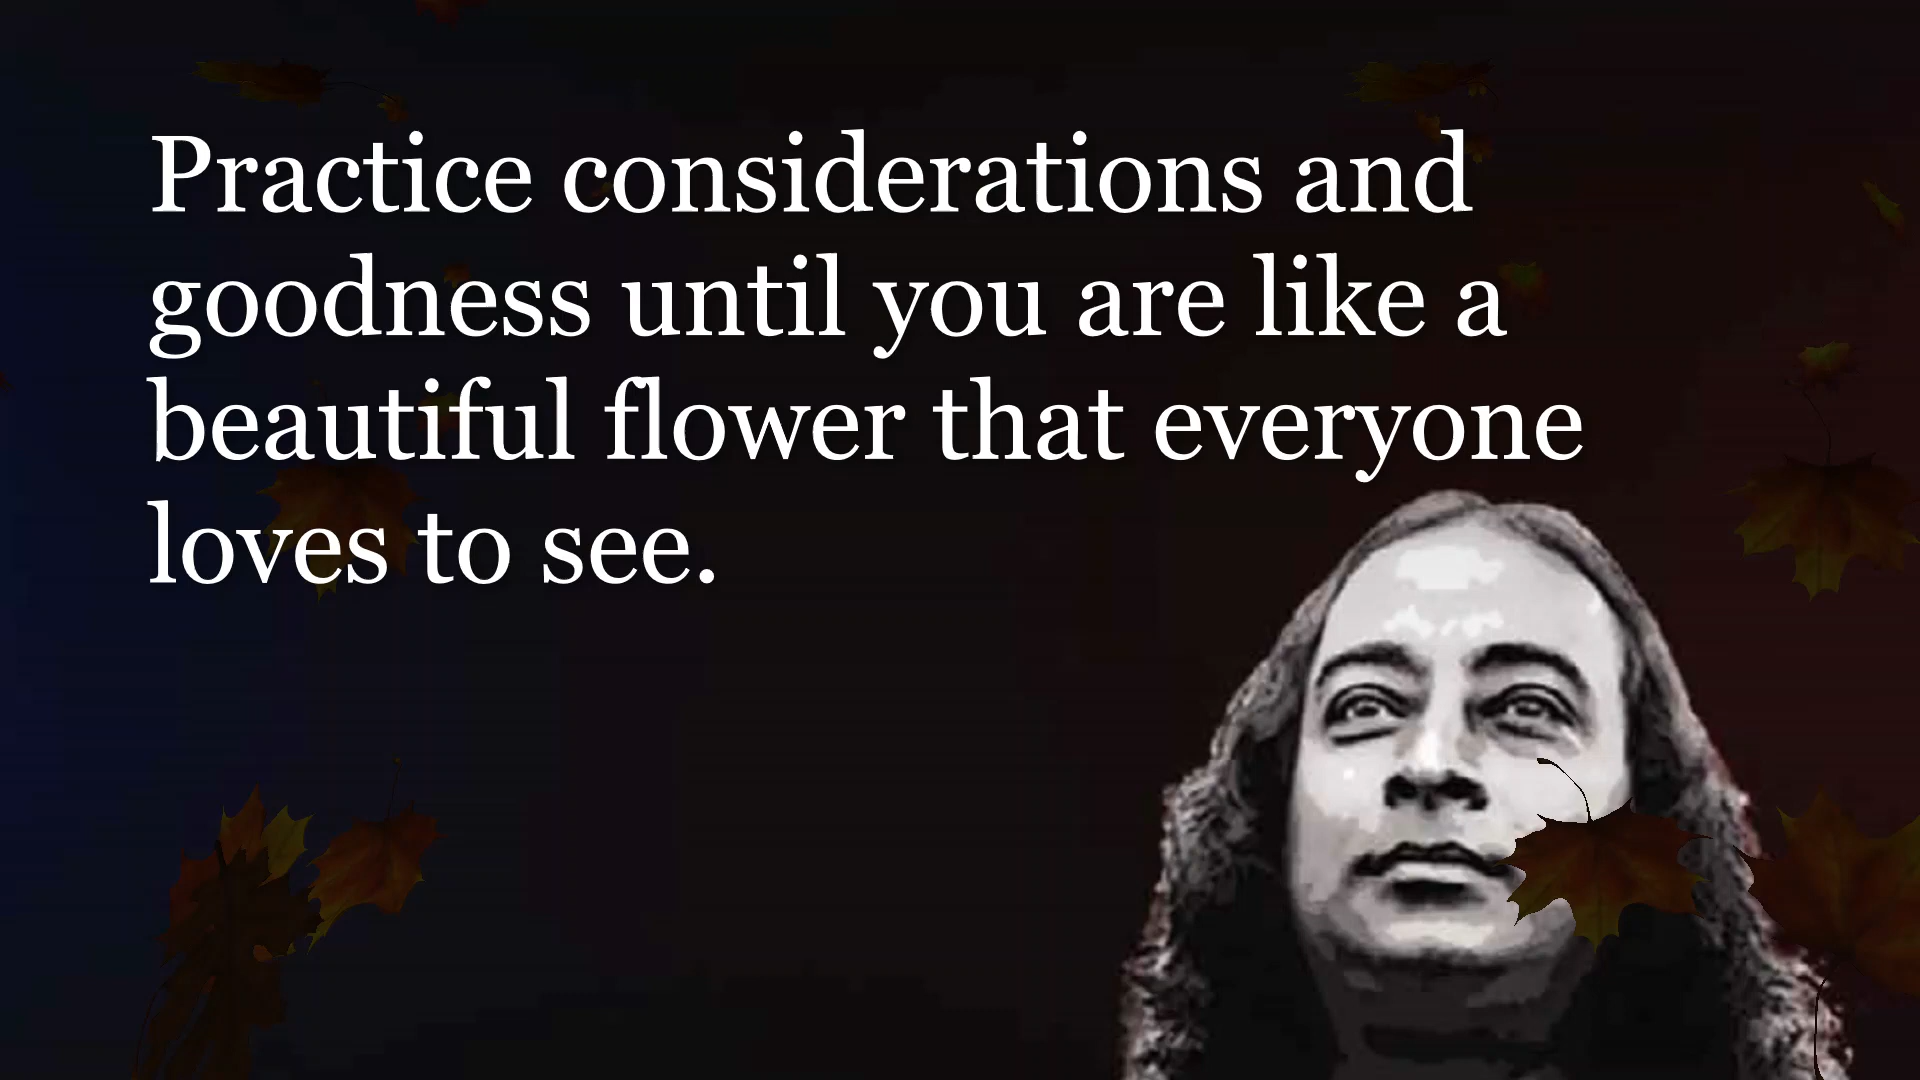 Practice considerations and
goodness until you are like a
beautiful flower that everyone
loves to see.